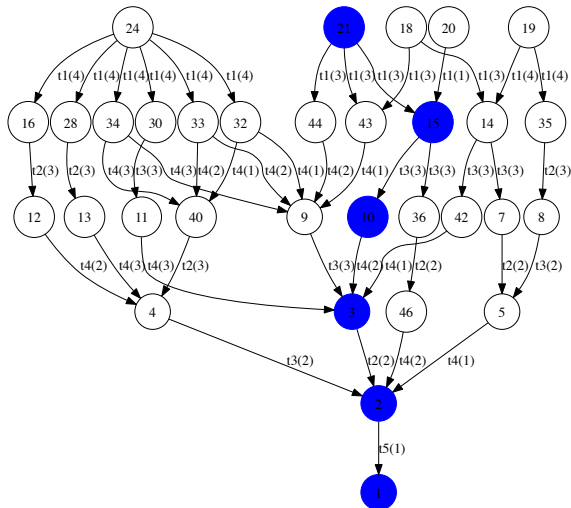 24 21 18 20 19
t1(4) t1(4) t1(4) t1(4) t1(4) t1(4) t1(3) t1(3) t1(3) t1(3) t1(1) t1(3) t1(4) t1(4)
16 28 34 30 33 32 44 43 15 14 35
t2(3) t2(3) t4(3) t3(3) t4(3) t4(2) t4(1) t4(2) t4(1) t4(2) t4(1) t3(3) t3(3) t3(3) t3(3) t2(3)
12 13 11 40 9 10 36 42 7 8
t4(2) t4(3) t4(3) t2(3) t3(3) t4(2) t4(1) t2(2) t2(2) t3(2)
4 3 46 5
t3(2) t2(2) t4(2) t4(1)
2
t5(1)
1